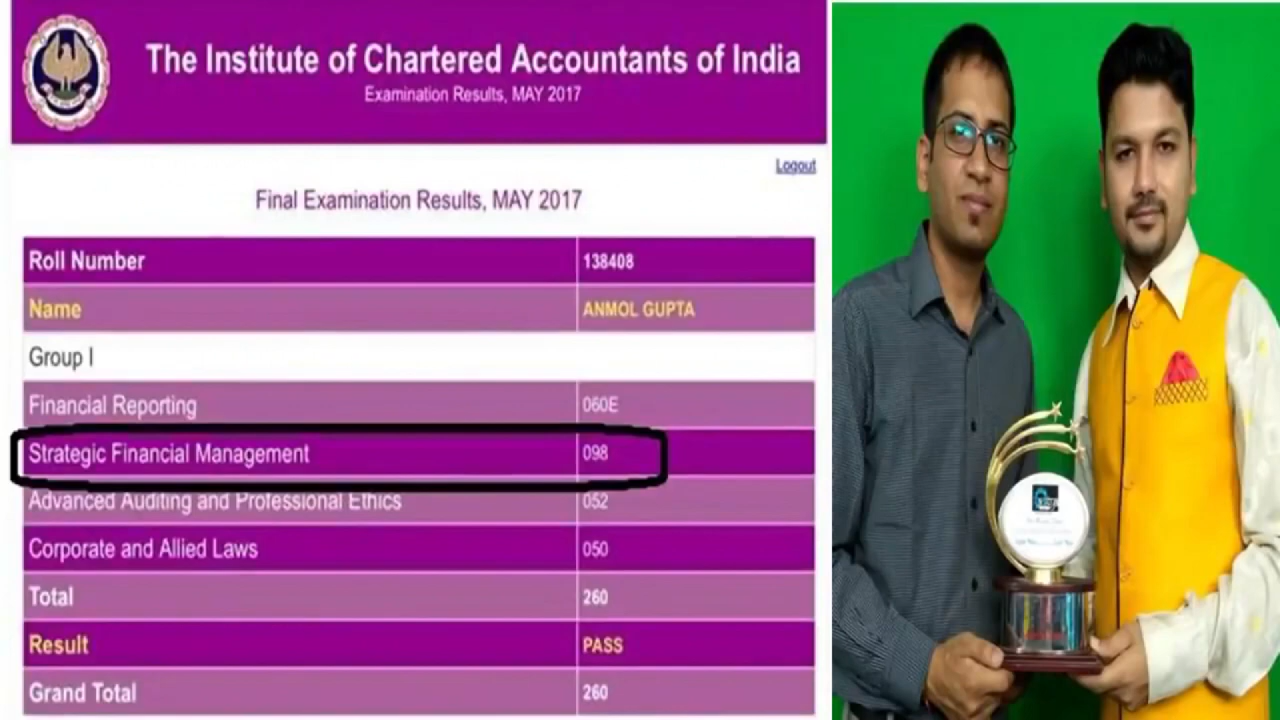 The Institute of Chartered Accountants of India
Examination Results, MAY 2017
Logout
Final Examination Results, MAY 2017
Roll Number 138408
Name ANMOL GUPTA
Group I
Financial Reporting 060E
Strategic Financial Management 098
Advanced Auditing and Professional Ethics 052
Corporate and Allied Laws 050
Total 260
Result PASS
Grand Total 260